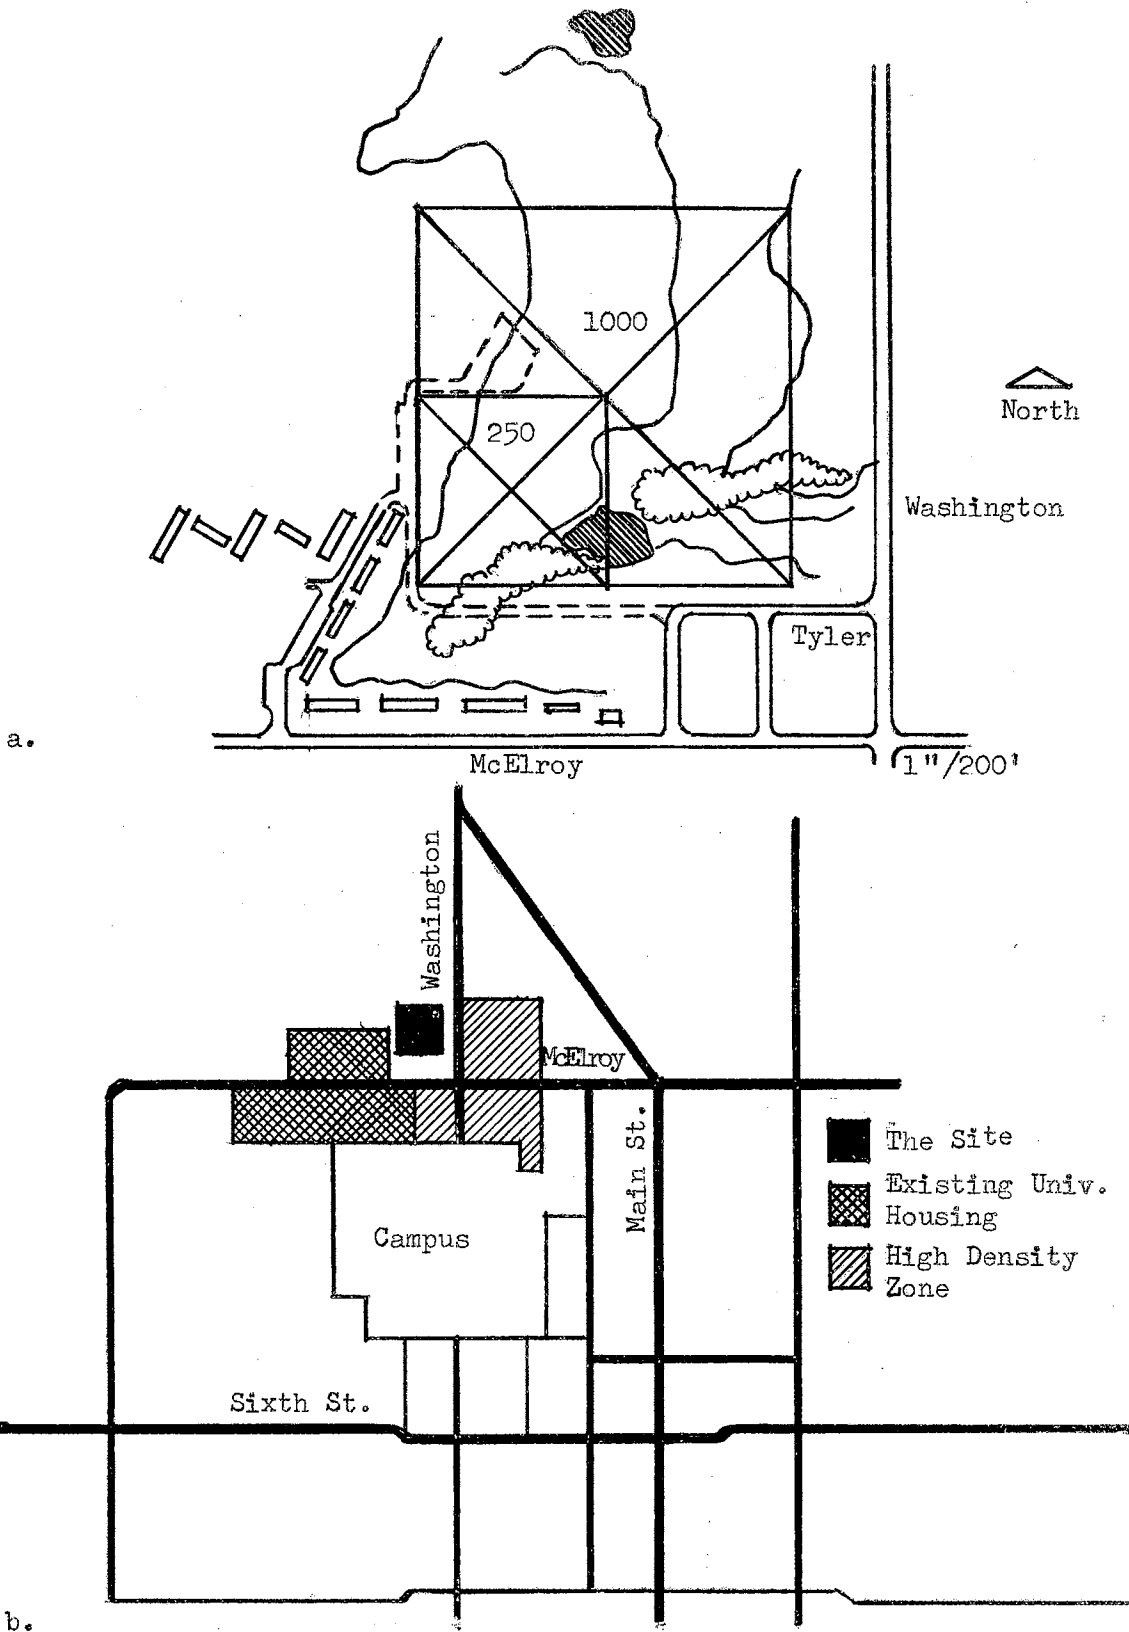 1000
250
North
Washington
Tyler
a.
McElroy
1"/200'
Washington
McElroy
Main St.
The Site
Existing Univ.
Housing
High Density
Zone
Campus
Sixth St.
b.